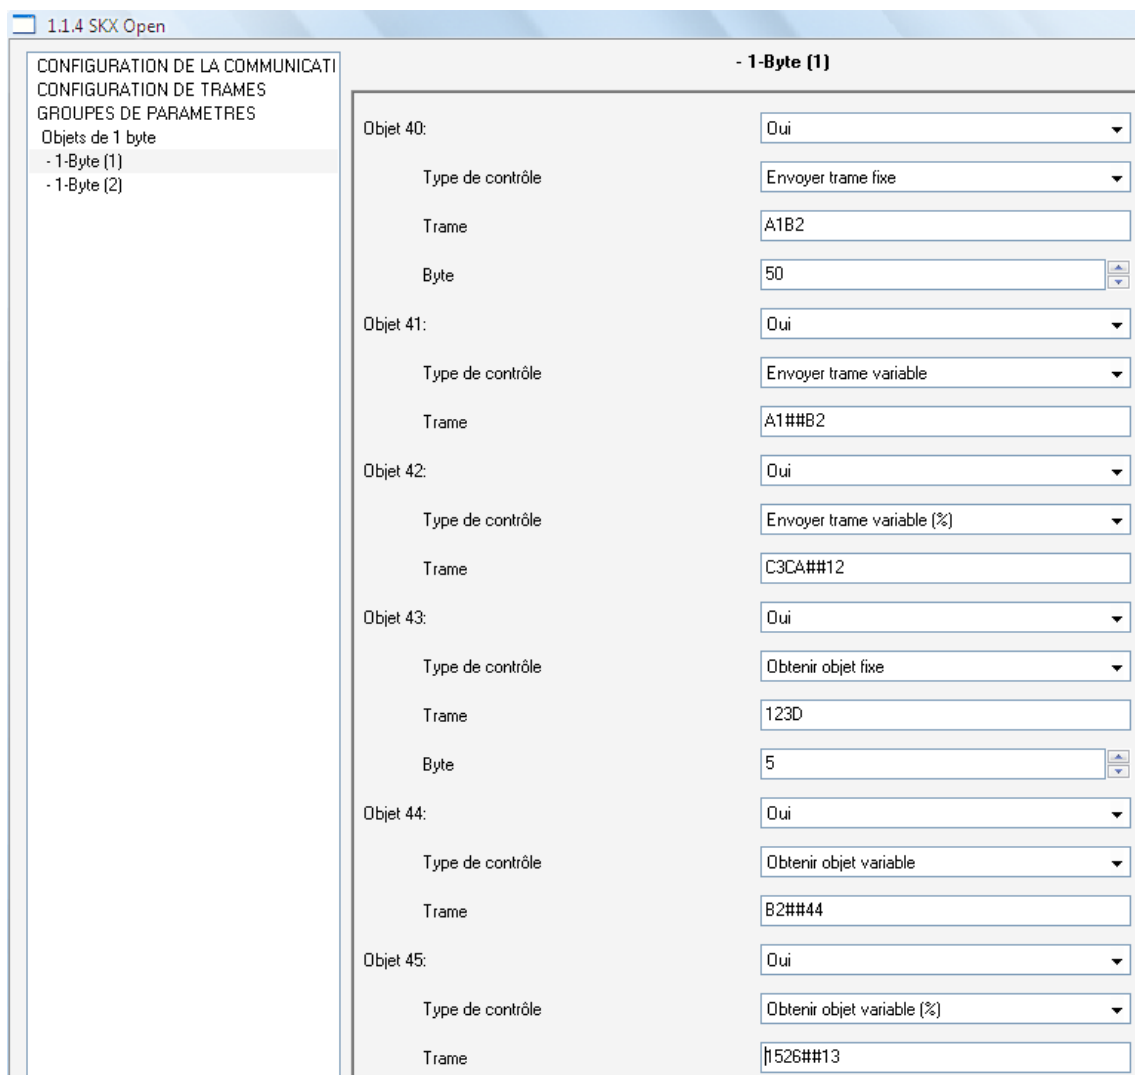 1.1.4 SKX Open
CONFIGURATION DE LA COMMUNICATI
CONFIGURATION DE TRAMES
GROUPES DE PARAMETRES
Objets de 1 byte
- 1-Byte (1)
- 1-Byte (2)
- 1-Byte (1)
Objet 40: Oui
Type de contrôle Envoyer trame fixe
Trame A1B2
Byte 50
Objet 41: Oui
Type de contrôle Envoyer trame variable
Trame A1##B2
Objet 42: Oui
Type de contrôle Envoyer trame variable (%)
Trame C3CA##12
Objet 43: Oui
Type de contrôle Obtenir objet fixe
Trame 123D
Byte 5
Objet 44: Oui
Type de contrôle Obtenir objet variable
Trame B2##44
Objet 45: Oui
Type de contrôle Obtenir objet variable (%)
Trame 1526##13